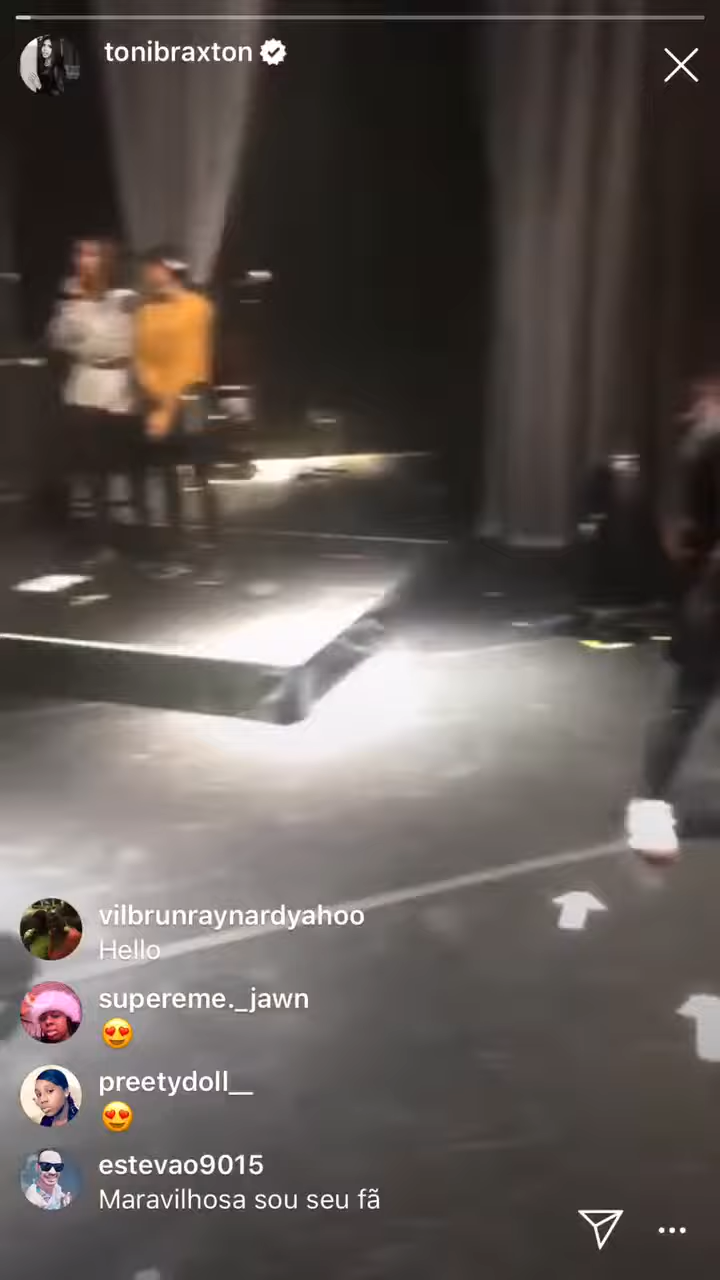 tonibraxton
vilbrunraynardyahoo
Hello
supereme._jawn
😍
preetydoll__
😍
estevao9015
Maravilhosa sou seu fã